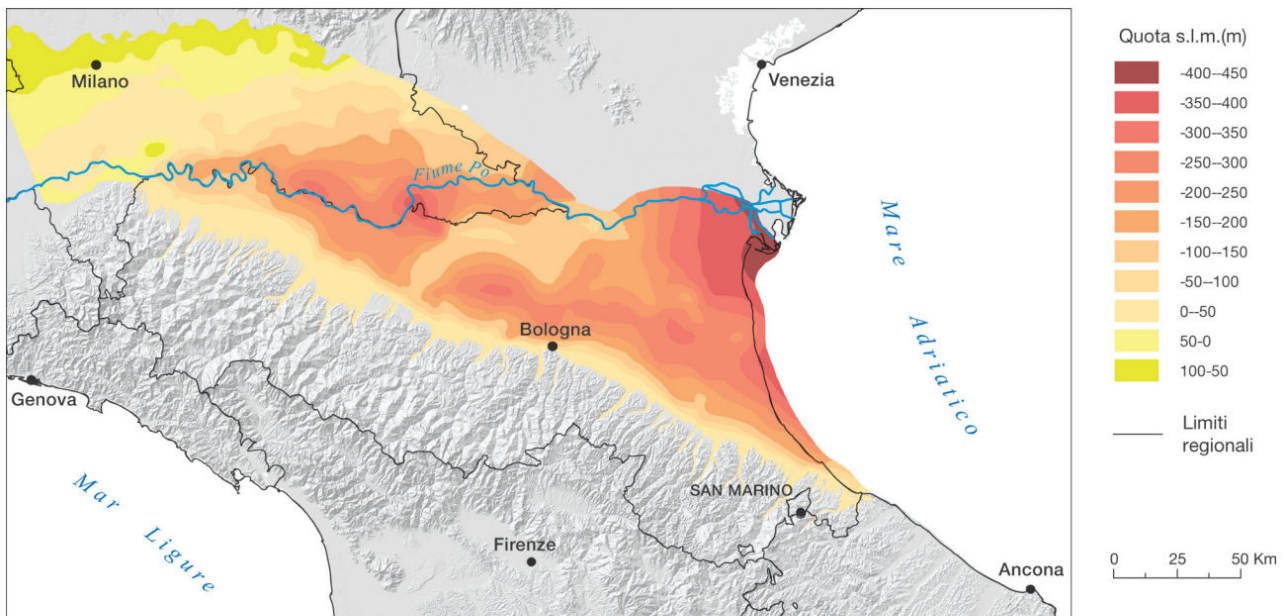 Milano
Venezia
Fiume Po
Mare
Adriatico
Bologna
Genova
SAN MARINO
Mar
Ligure
Firenze
Ancona
Quota s.l.m.(m)
-400--450
-350--400
-300--350
-250--300
-200--250
-150--200
-100--150
-50--100
0--50
50-0
100-50
Limiti
regionali
0 25 50 Km